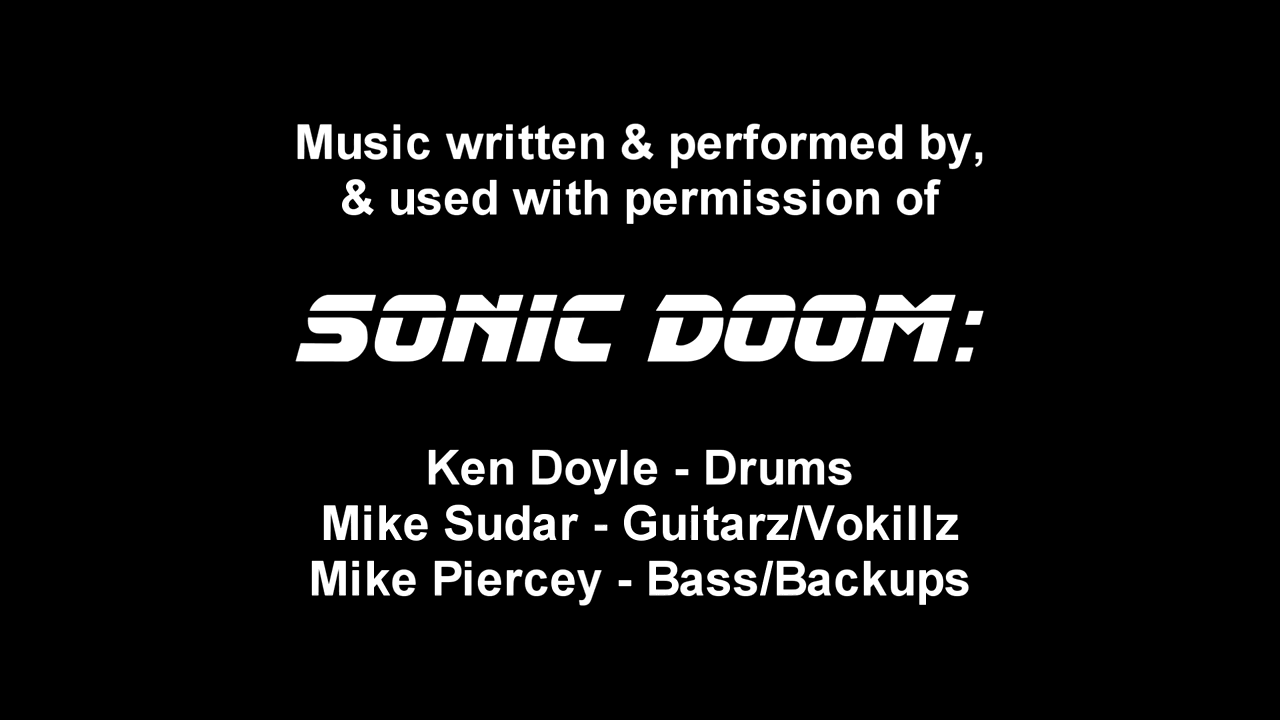 Music written & performed by,
& used with permission of
SONIC DOOM:
Ken Doyle - Drums
Mike Sudar - Guitarz/Vokillz
Mike Piercey - Bass/Backups